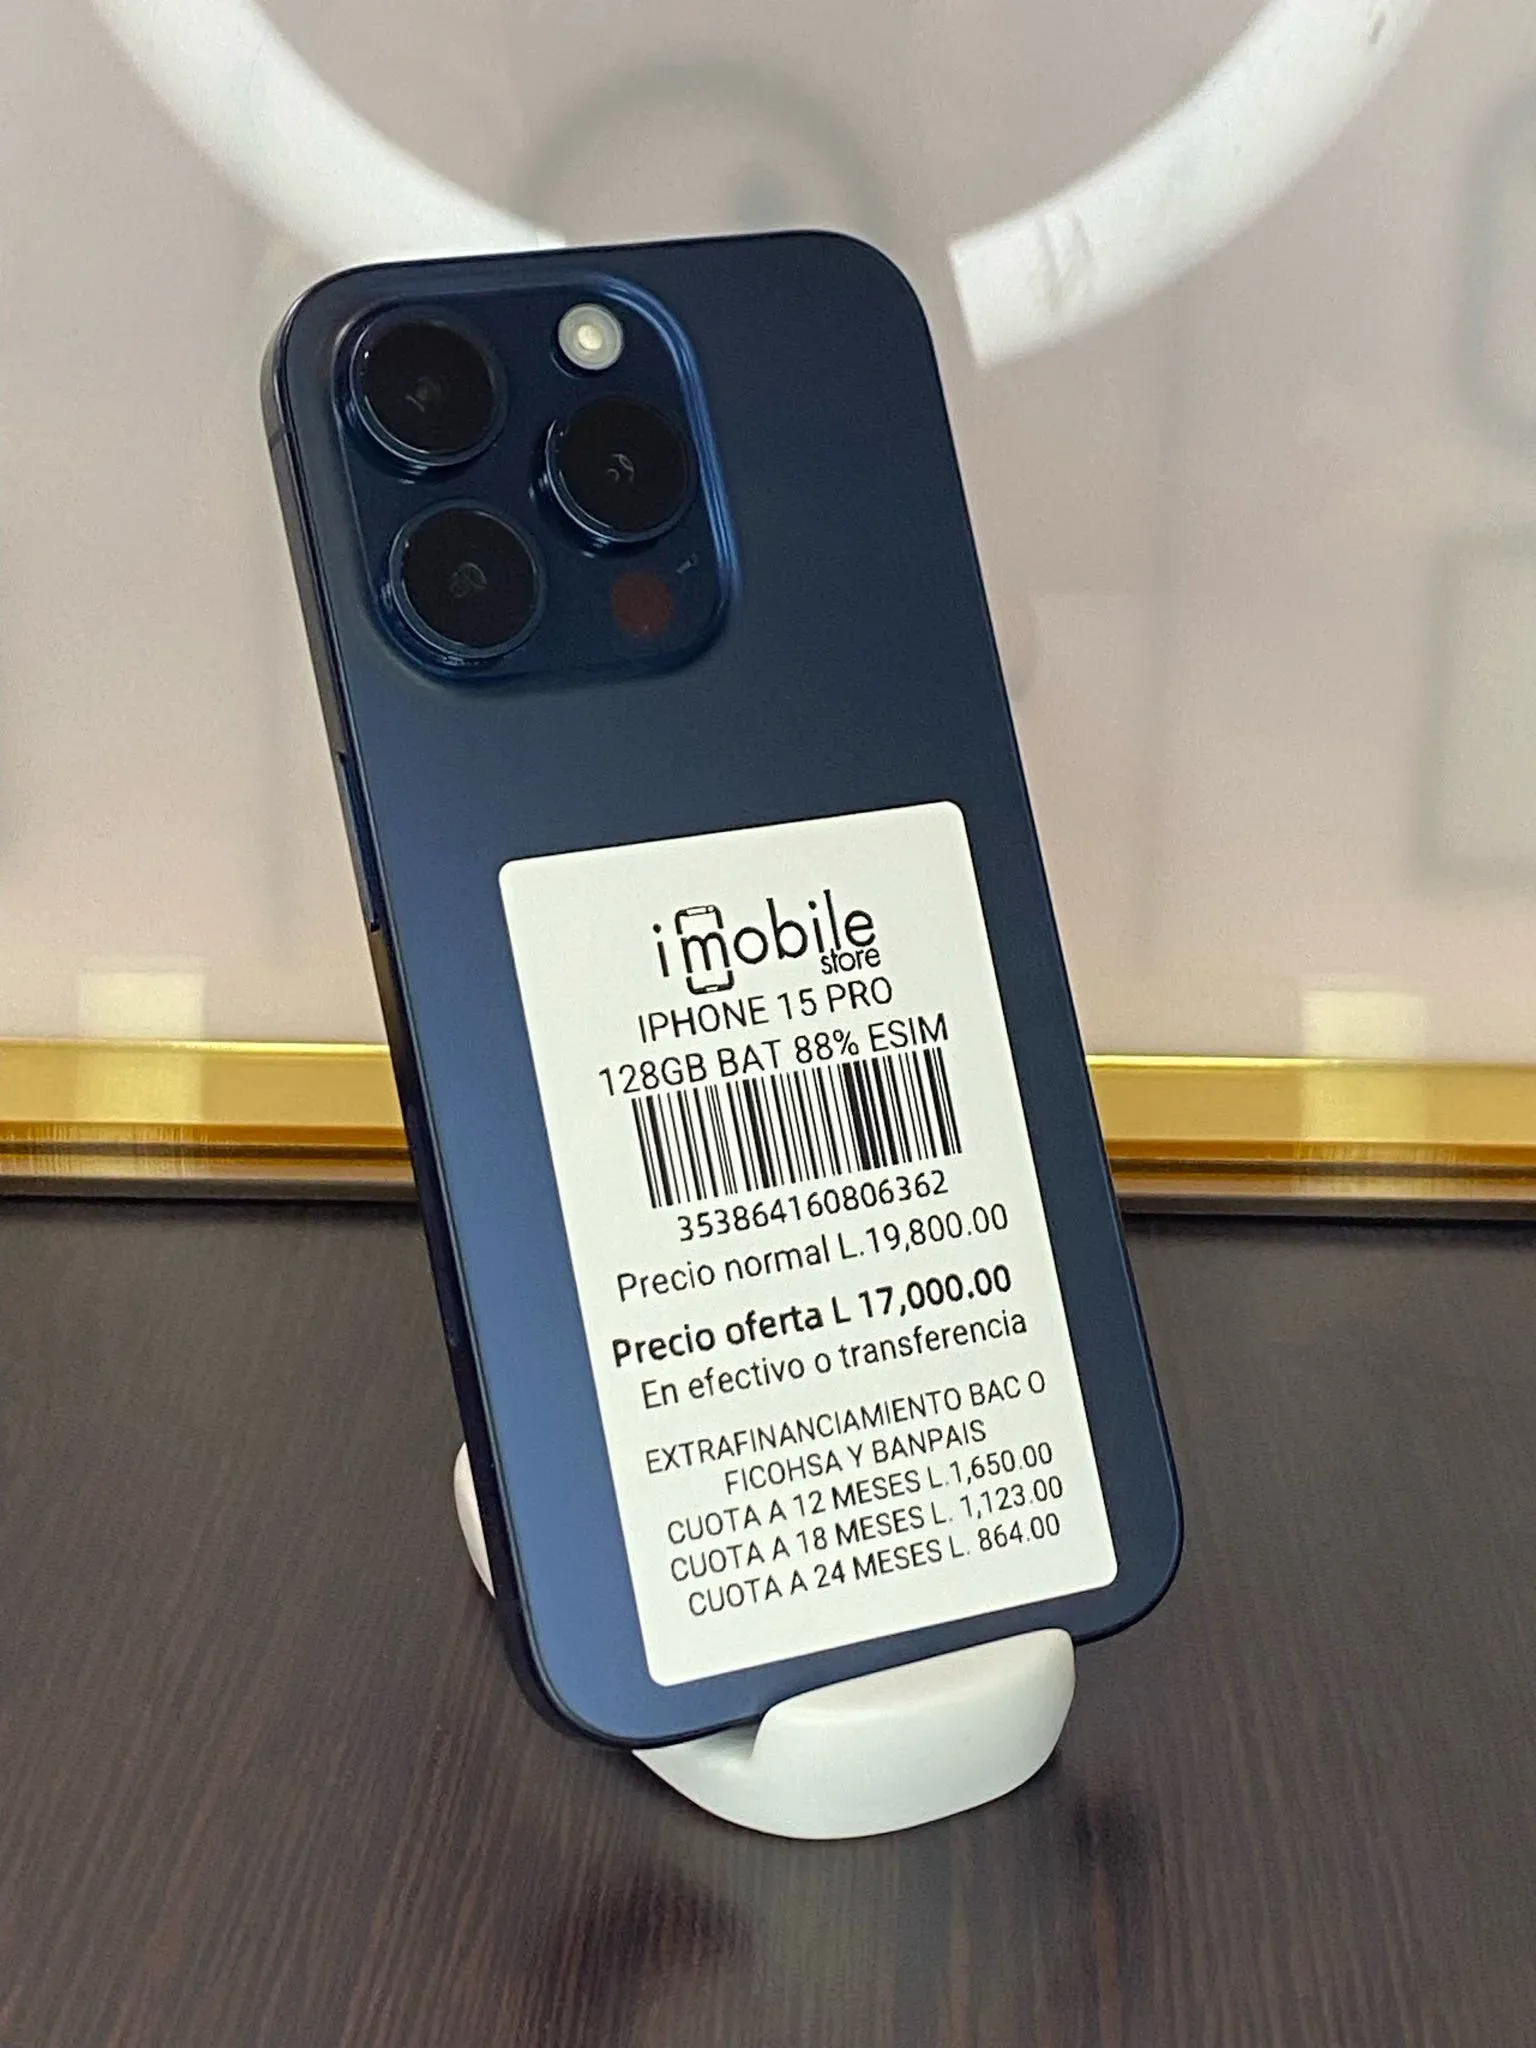 imobile
store
IPHONE 15 PRO
128GB BAT 88% ESIM
353864160806362
Precio normal L.19,800.00
Precio oferta L 17,000.00
En efectivo o transferencia
EXTRAFINANCIAMIENTO BAC O
FICOHSA Y BANPAIS
CUOTA A 12 MESES L.1,650.00
CUOTA A 18 MESES L. 1,123.00
CUOTA A 24 MESES L. 864.00